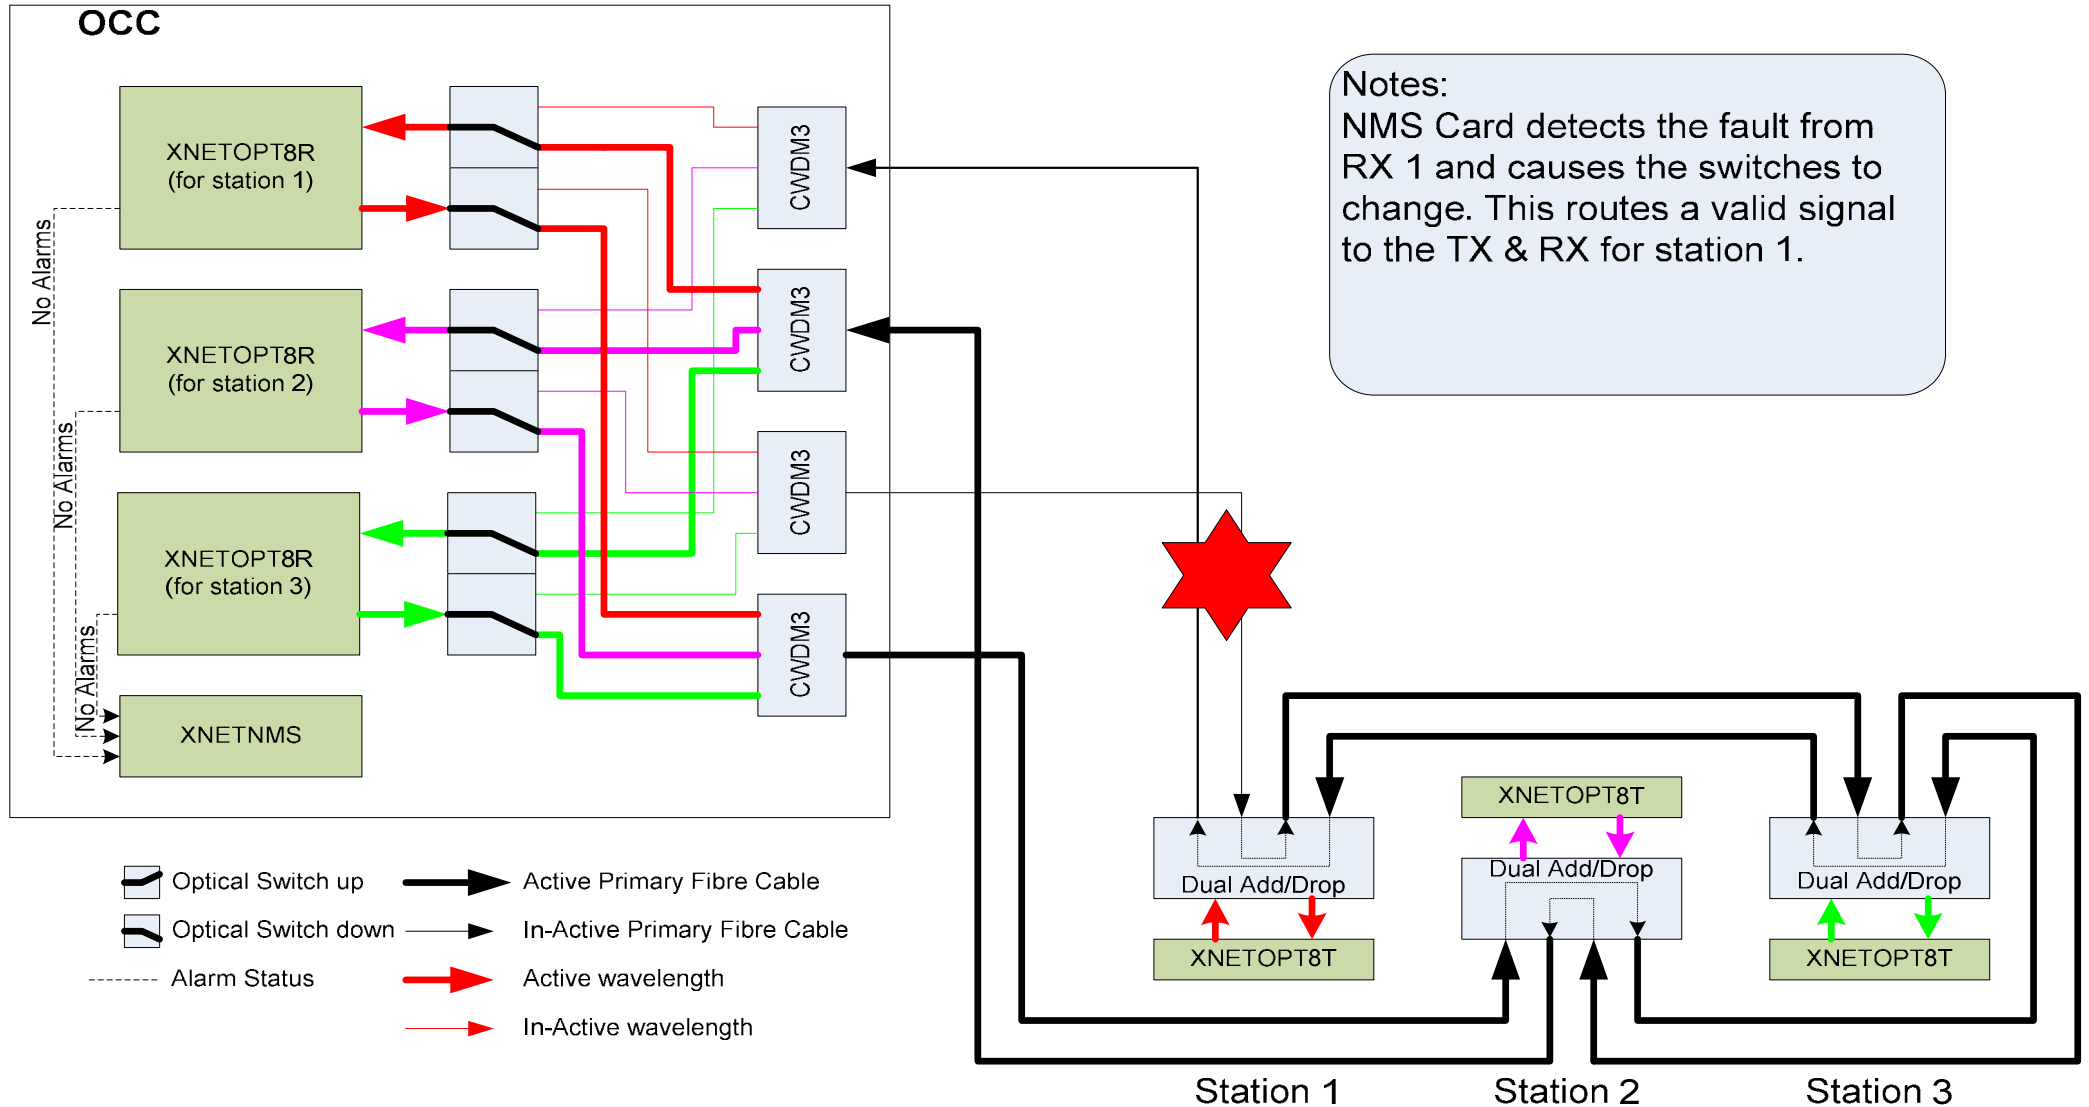 OCC
XNETOPT8R
(for station 1)
CWDM3
No Alarms
XNETOPT8R
(for station 2)
CWDM3
No Alarms
XNETOPT8R
(for station 3)
CWDM3
No Alarms
XNETNMS
CWDM3
Notes:
NMS Card detects the fault from
RX 1 and causes the switches to
change. This routes a valid signal
to the TX & RX for station 1.
Optical Switch up
Optical Switch down
Alarm Status
Active Primary Fibre Cable
In-Active Primary Fibre Cable
Active wavelength
In-Active wavelength
Dual Add/Drop
XNETOPT8T
Station 1
XNETOPT8T
Dual Add/Drop
Station 2
Dual Add/Drop
XNETOPT8T
Station 3